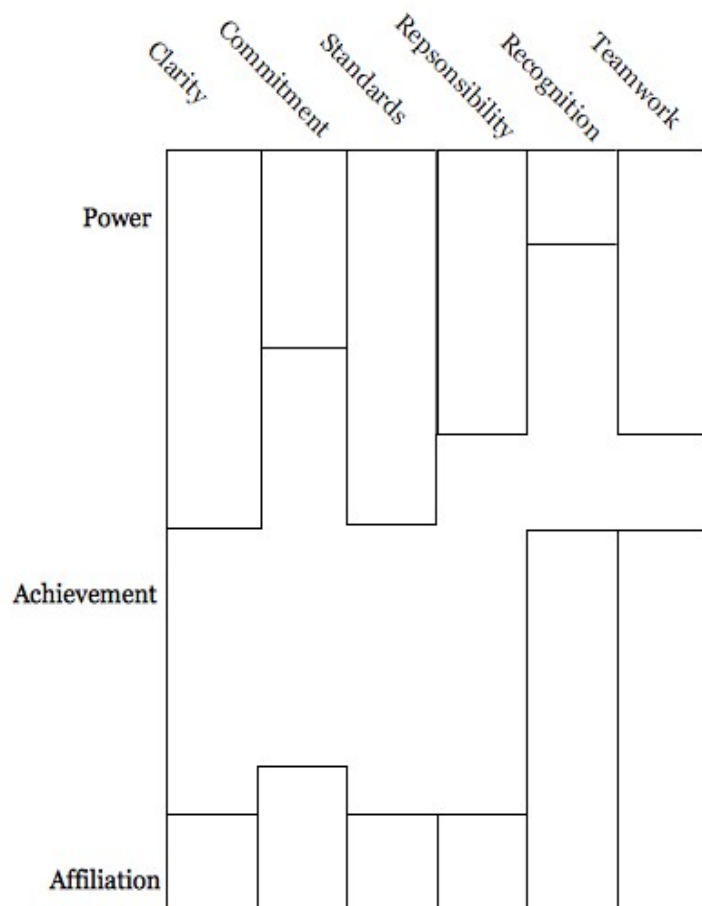 Clarity
Commitment
Standards
Repsonsibility
Recognition
Teamwork
Power
Achievement
Affiliation